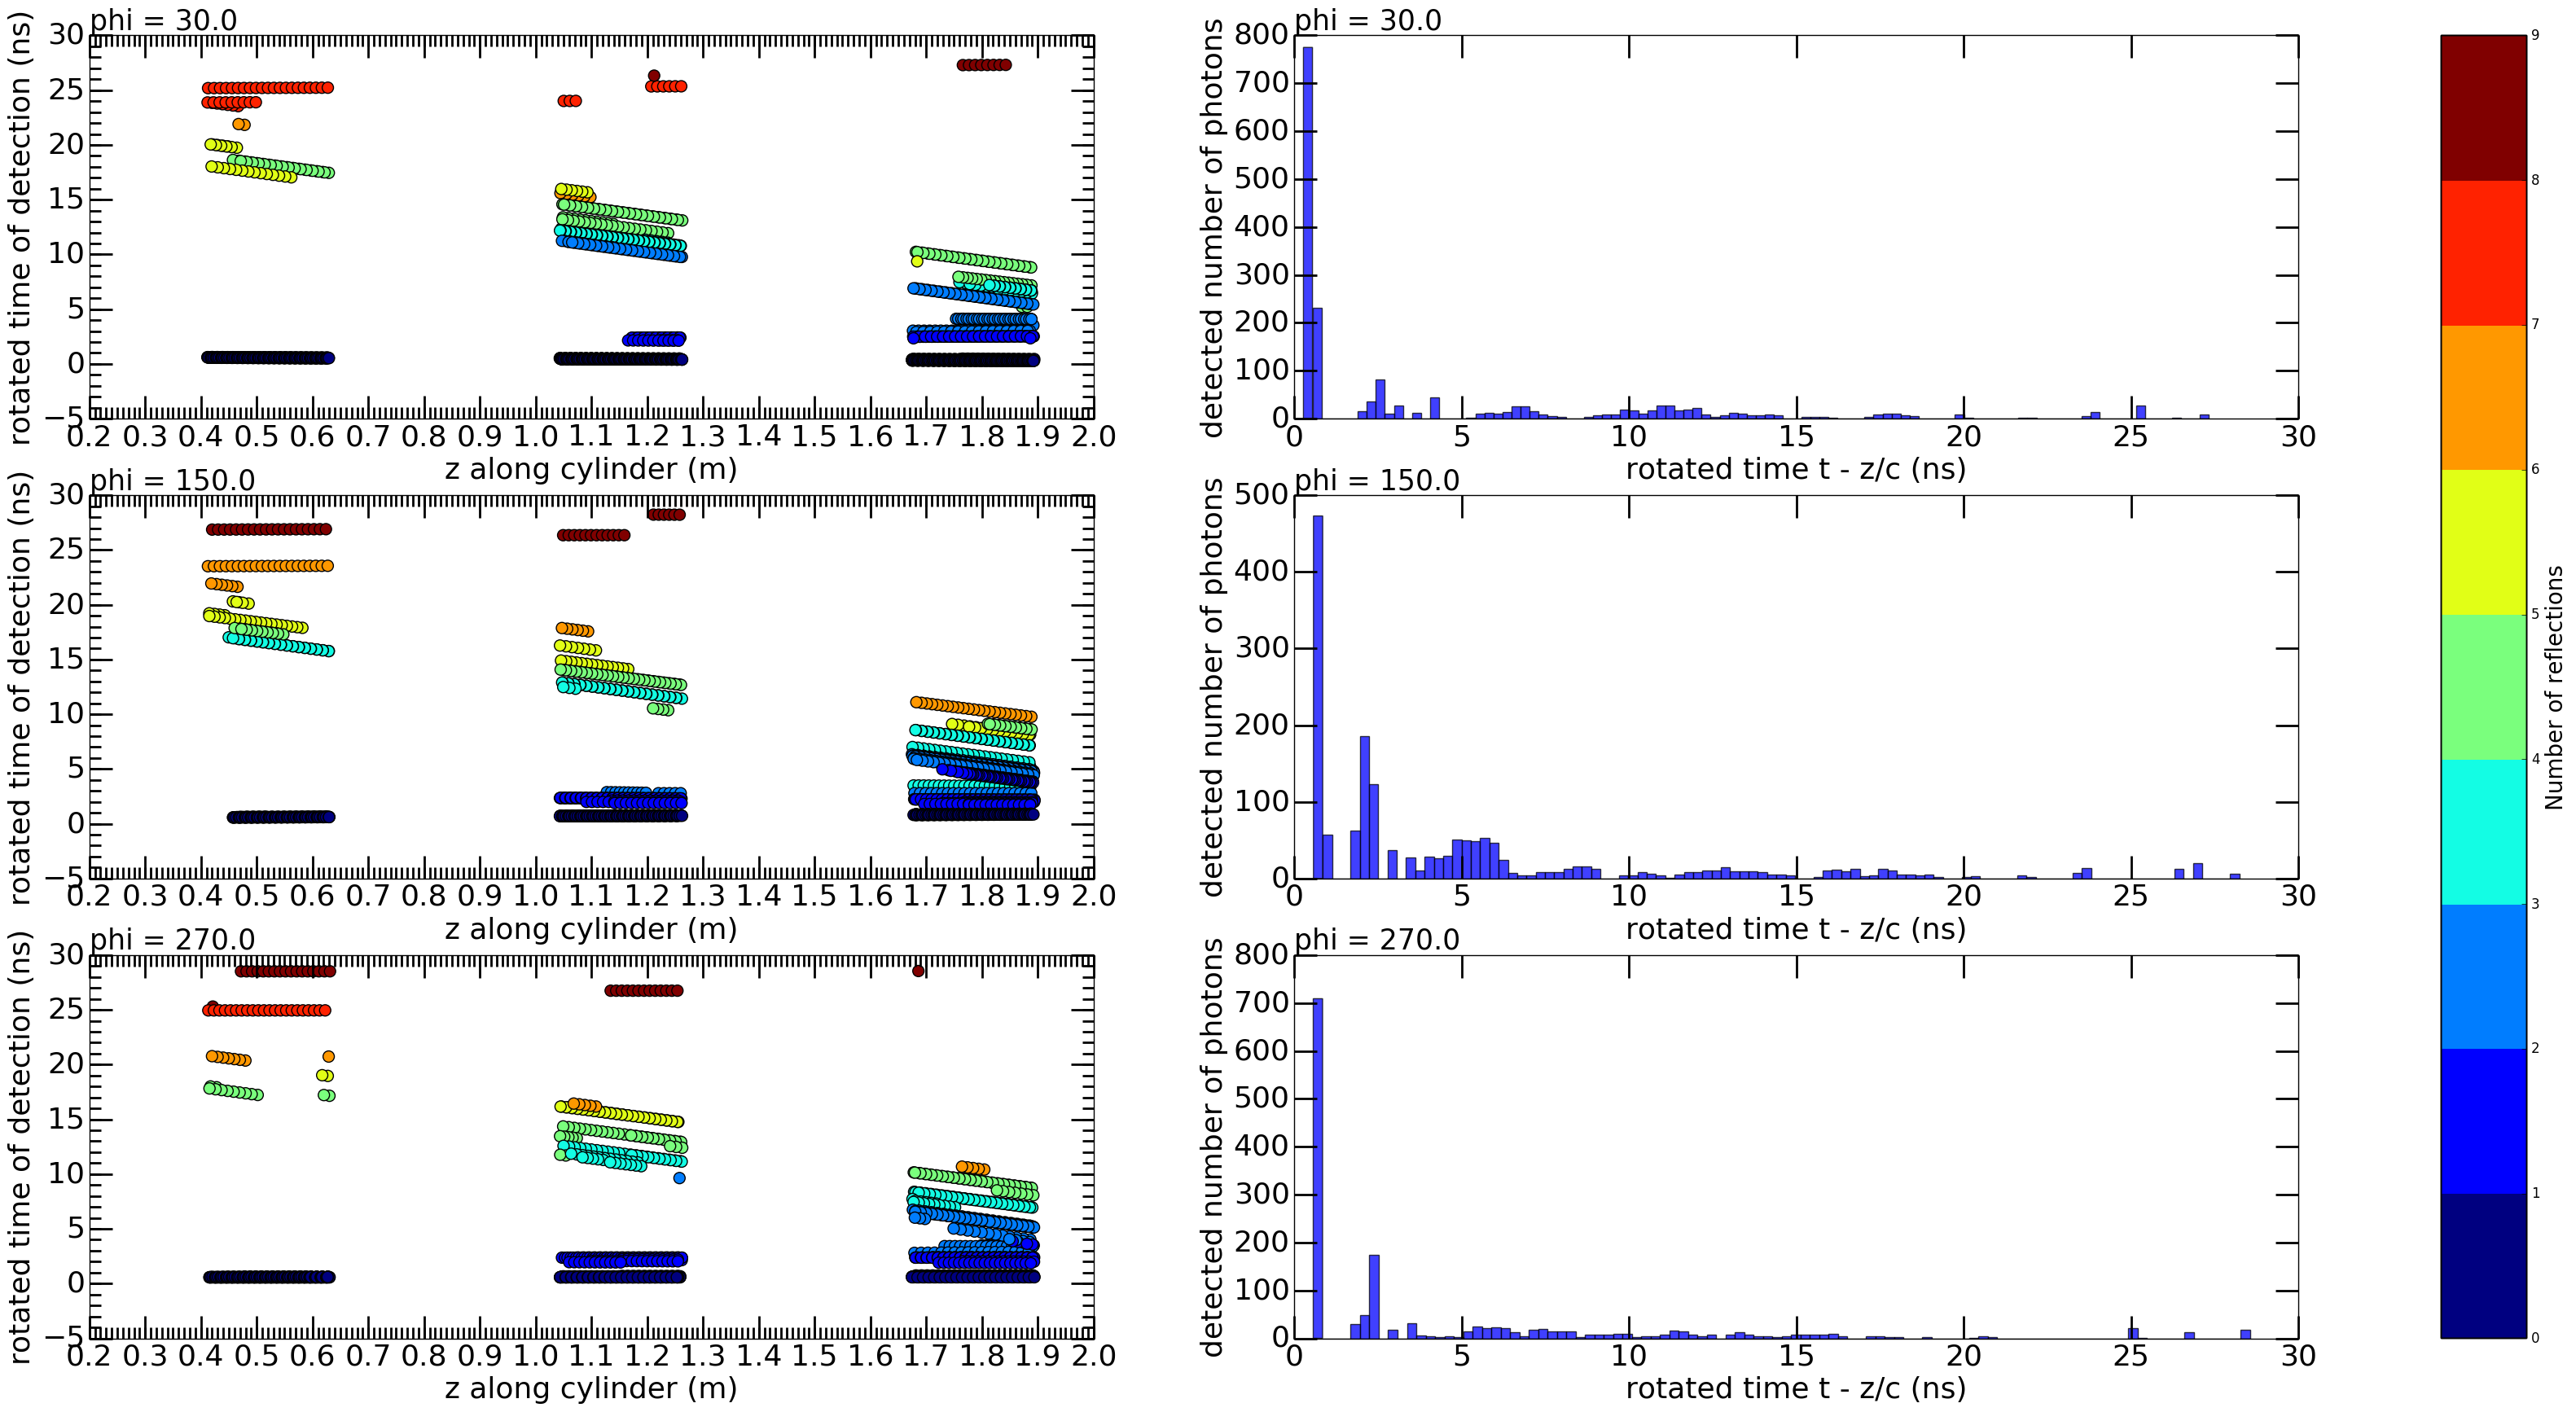 phi = 30.0
rotated time of detection (ns)
30
25
20
15
10
5
0
−5
0.2 0.3 0.4 0.5 0.6 0.7 0.8 0.9 1.0 1.1 1.2 1.3 1.4 1.5 1.6 1.7 1.8 1.9 2.0
z along cylinder (m)
phi = 30.0
detected number of photons
800
700
600
500
400
300
200
100
0
0 5 10 15 20 25 30
rotated time t - z/c (ns)
phi = 150.0
rotated time of detection (ns)
30
25
20
15
10
5
0
−5
0.2 0.3 0.4 0.5 0.6 0.7 0.8 0.9 1.0 1.1 1.2 1.3 1.4 1.5 1.6 1.7 1.8 1.9 2.0
z along cylinder (m)
phi = 150.0
detected number of photons
500
400
300
200
100
0
0 5 10 15 20 25 30
rotated time t - z/c (ns)
phi = 270.0
rotated time of detection (ns)
30
25
20
15
10
5
0
−5
0.2 0.3 0.4 0.5 0.6 0.7 0.8 0.9 1.0 1.1 1.2 1.3 1.4 1.5 1.6 1.7 1.8 1.9 2.0
z along cylinder (m)
phi = 270.0
detected number of photons
800
700
600
500
400
300
200
100
0
0 5 10 15 20 25 30
rotated time t - z/c (ns)
9
8
7
6
5
4
3
2
1
0
Number of reflections